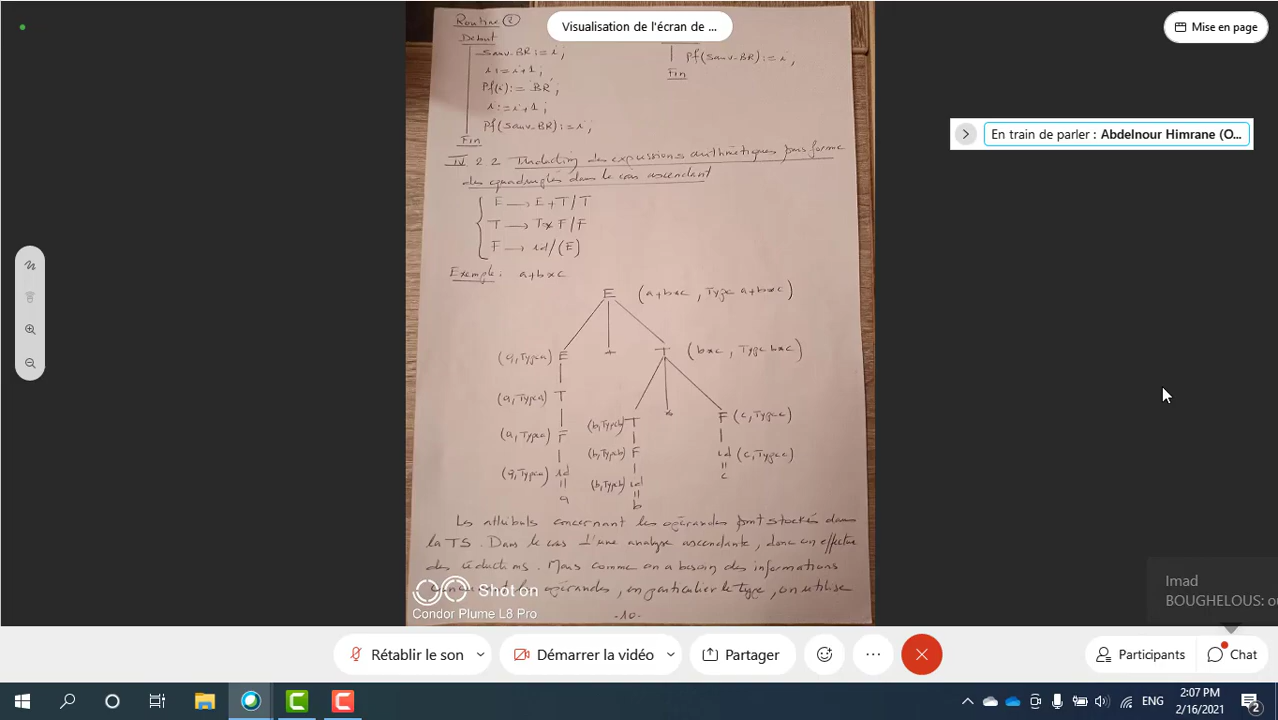 Visualisation de l'écran de ...
Mise en page
En train de parler : Abdelnour Himrane (O...
Routine ②
Début
sauv-BR := i ;
i := i+1 ;
Pf(i) := 'BR' ;
i := i+1 ;
Pf(sauv-BR) := i ;
Fin
Pf(sauv-BR) := i ;
Fin
IV 2 2 Traduction des expressions arithmétiques sous forme
des quadruplés dans le cas ascendant
E → E + T / T
T → T * F / F
F → id / (E)
Exemple : a+b*c
E (a+b*c , Type a+b*c)
(a, Type a) E + T (b*c , Type b*c)
(a, Type a) T (b, Type b) T * F (c, Type c)
(a, Type a) F (b, Type b) F id (c, Type c)
(a, Type a) id (b, Type b) id c
a b
Les attributs concernant les opérandes sont stockés dans
la TS. Dans le cas d'une analyse ascendante, donc on effectue
des réductions. Mais comme on a besoin des informations
les opérandes, en particulier le type, on utilise
-10-
Shot on
Condor Plume L8 Pro
Imad
BOUGHELOUS: o
Rétablir le son
Démarrer la vidéo
Partager
Participants
Chat
ENG
2:07 PM
2/16/2021
2